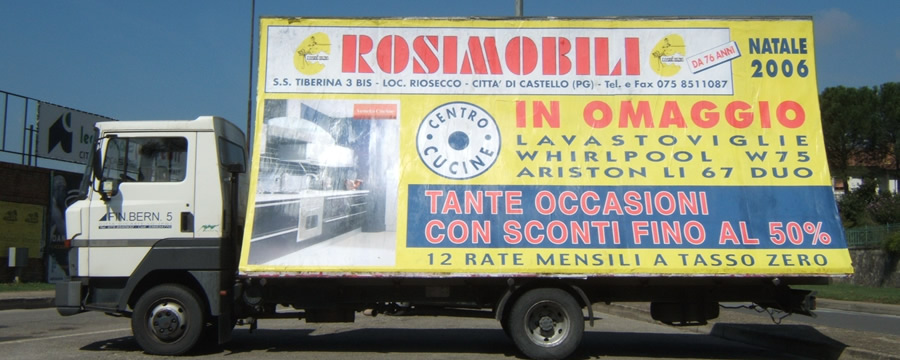 ROSIMOBILI
DA 76 ANNI
S.S. TIBERINA 3 BIS - LOC. RIOSECCO - CITTA' DI CASTELLO (PG) - Tel. e Fax 075 8511087
NATALE
2006
CENTRO
CUCINE
IN OMAGGIO
LAVASTOVIGLIE
WHIRLPOOL W75
ARISTON LI 67 DUO
TANTE OCCASIONI
CON SCONTI FINO AL 50%
12 RATE MENSILI A TASSO ZERO
FIN.BERN. 5